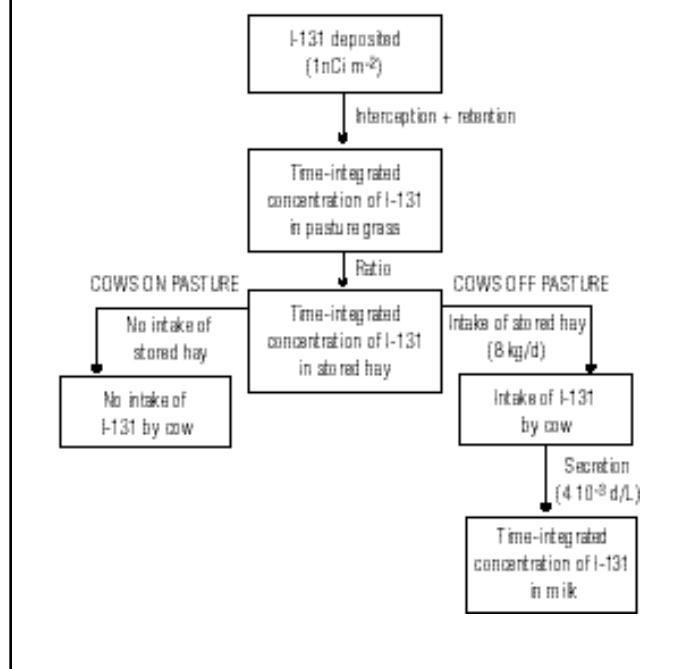 I-131 deposited
(1nCi m-2)
Interception + retention
Time-integrated
concentration of I-131
in pasture grass
Ratio
COWS ON PASTURE
COWS OFF PASTURE
No intake of
stored hay
Time-integrated
concentration of I-131
in stored hay
Intake of stored hay
(8 kg/d)
No intake of
I-131 by cow
Intake of I-131
by cow
Secretion
(4 10-3 d/L)
Time-integrated
concentration of I-131
in milk